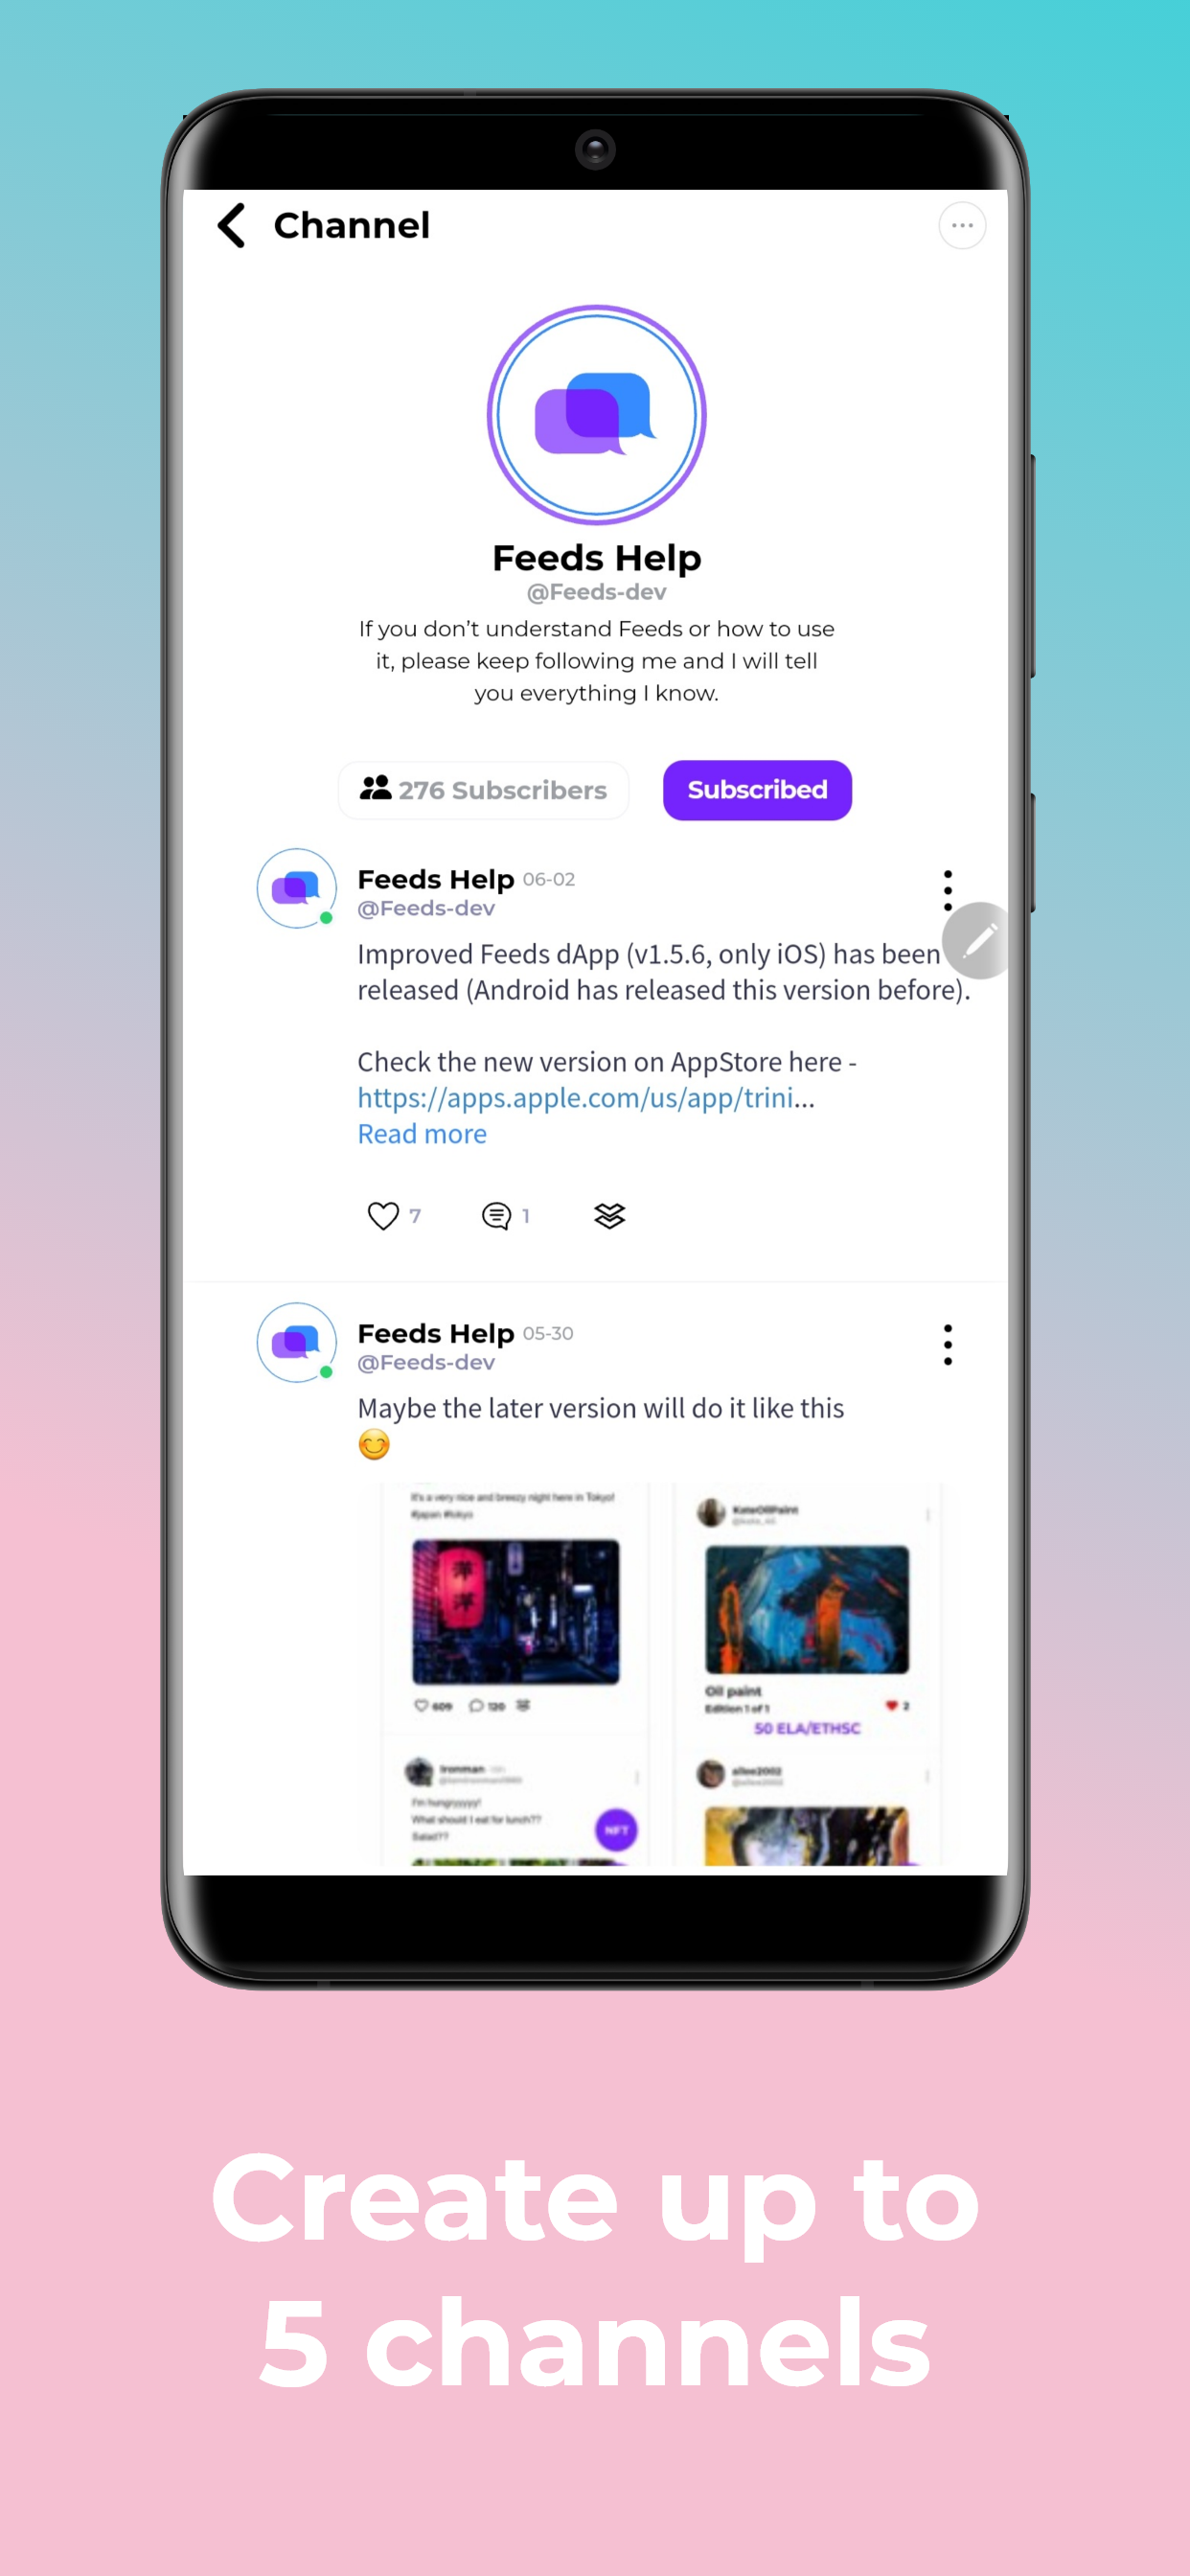 Channel
Feeds Help
@Feeds-dev
If you don’t understand Feeds or how to use
it, please keep following me and I will tell
you everything I know.
276 Subscribers
Subscribed
Feeds Help 06-02
@Feeds-dev
Improved Feeds dApp (v1.5.6, only iOS) has been
released (Android has released this version before).
Check the new version on AppStore here -
https://apps.apple.com/us/app/trini...
Read more
7
1
Feeds Help 05-30
@Feeds-dev
Maybe the later version will do it like this
It's a very nice and breezy night here in Tokyo!
#japan #tokyo
609 120
Ironman
I'm hungryyyyy!
What should I eat for lunch??
Salad??
NFT
KateOilPaint
Oil paint
Edition 1 of 1
2
50 ELA/ETHSC
allee2002
Create up to
5 channels